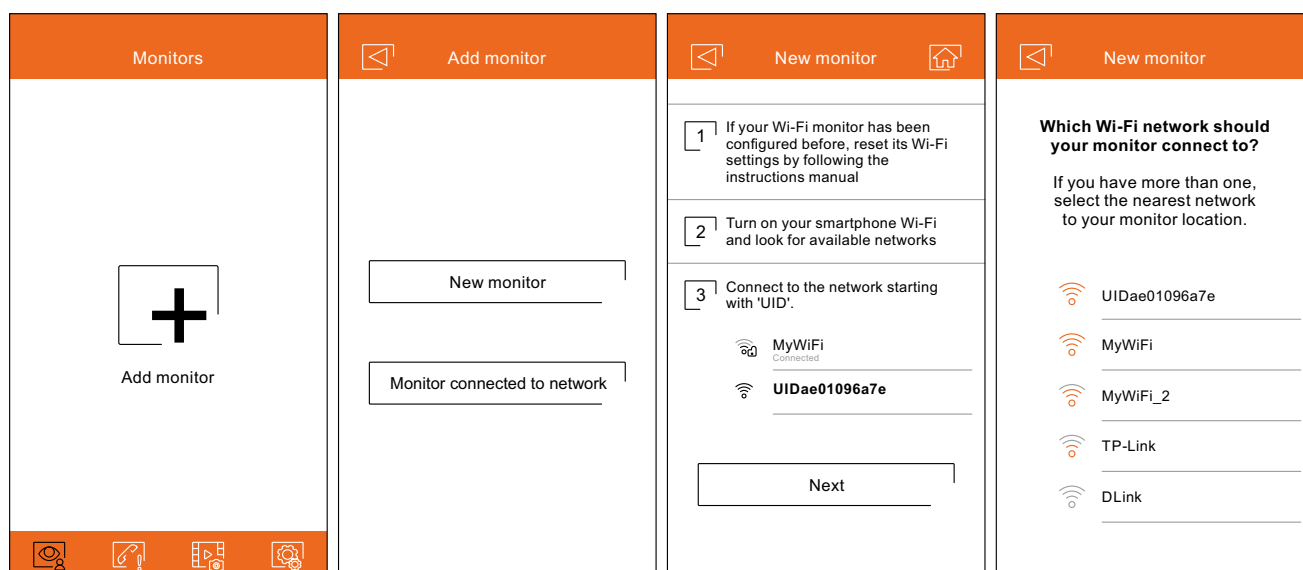 Monitors
Add monitor
Add monitor
New monitor
Monitor connected to network
New monitor
1
If your Wi-Fi monitor has been
configured before, reset its Wi-Fi
settings by following the
instructions manual
2
Turn on your smartphone Wi-Fi
and look for available networks
3
Connect to the network starting
with 'UID'.
MyWiFi
Connected
UIDae01096a7e
Next
New monitor
Which Wi-Fi network should
your monitor connect to?
If you have more than one,
select the nearest network
to your monitor location.
UIDae01096a7e
MyWiFi
MyWiFi_2
TP-Link
DLink